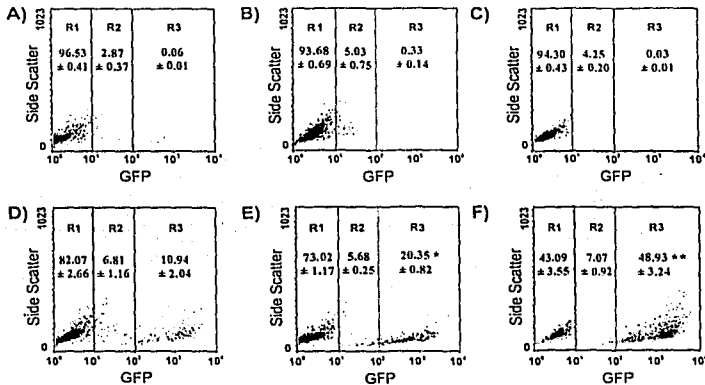 A)
1023
Side Scatter
0
R1 R2 R3
96.53 2.87 0.06
± 0.41 ± 0.37 ± 0.01
10⁰ 10¹ 10² 10³ 10⁴
GFP
B)
1023
Side Scatter
0
R1 R2 R3
93.68 5.03 0.33
± 0.69 ± 0.75 ± 0.14
10⁰ 10¹ 10² 10³ 10⁴
GFP
C)
1023
Side Scatter
0
R1 R2 R3
94.30 4.25 0.03
± 0.43 ± 0.20 ± 0.01
10⁰ 10¹ 10² 10³ 10⁴
GFP
D)
1023
Side Scatter
0
R1 R2 R3
82.07 6.81 10.94
± 2.66 ± 1.16 ± 2.04
10⁰ 10¹ 10² 10³ 10⁴
GFP
E)
1023
Side Scatter
0
R1 R2 R3
73.02 5.68 20.35 *
± 1.17 ± 0.25 ± 0.82
10⁰ 10¹ 10² 10³ 10⁴
GFP
F)
1023
Side Scatter
0
R1 R2 R3
43.09 7.07 48.93 **
± 3.55 ± 0.92 ± 3.24
10⁰ 10¹ 10² 10³ 10⁴
GFP